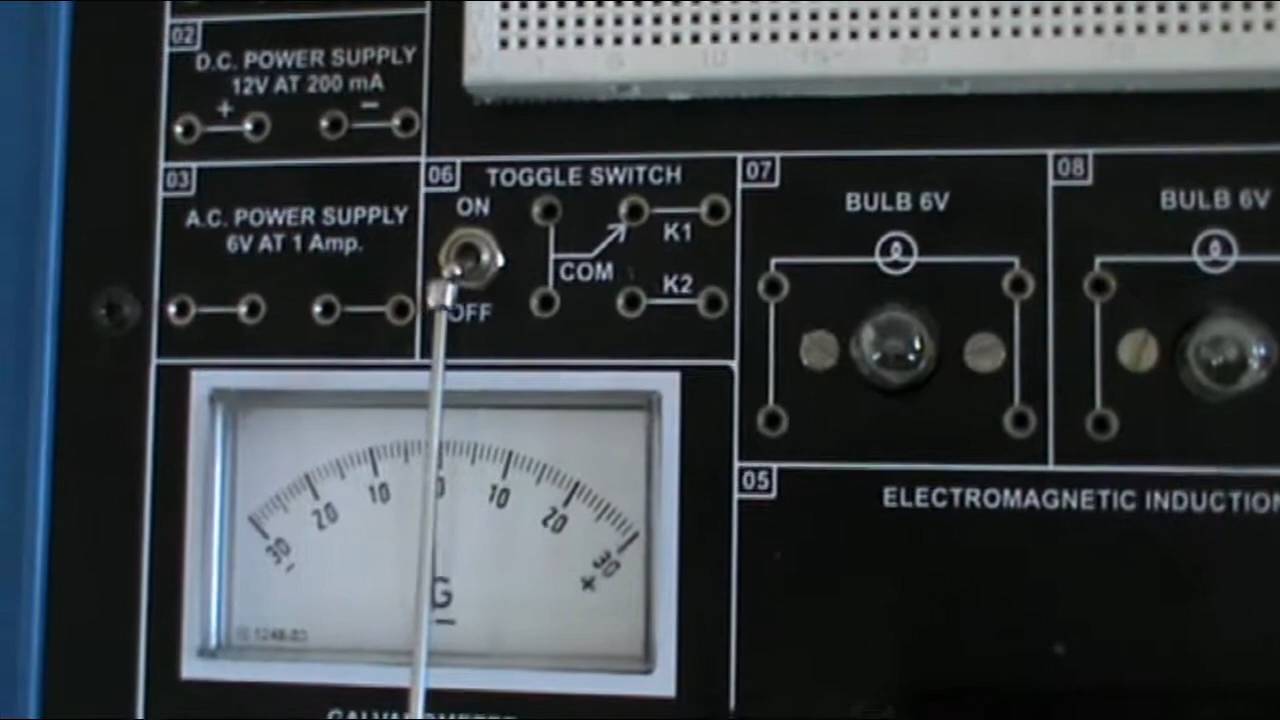 02
D.C. POWER SUPPLY
12V AT 200 mA
+ −
03
A.C. POWER SUPPLY
6V AT 1 Amp.
06
TOGGLE SWITCH
ON
OFF
COM
K1
K2
07
BULB 6V
08
BULB 6V
05
ELECTROMAGNETIC INDUCTION
30 20 10 0 10 20 30
− +
G
GALVANOMETER